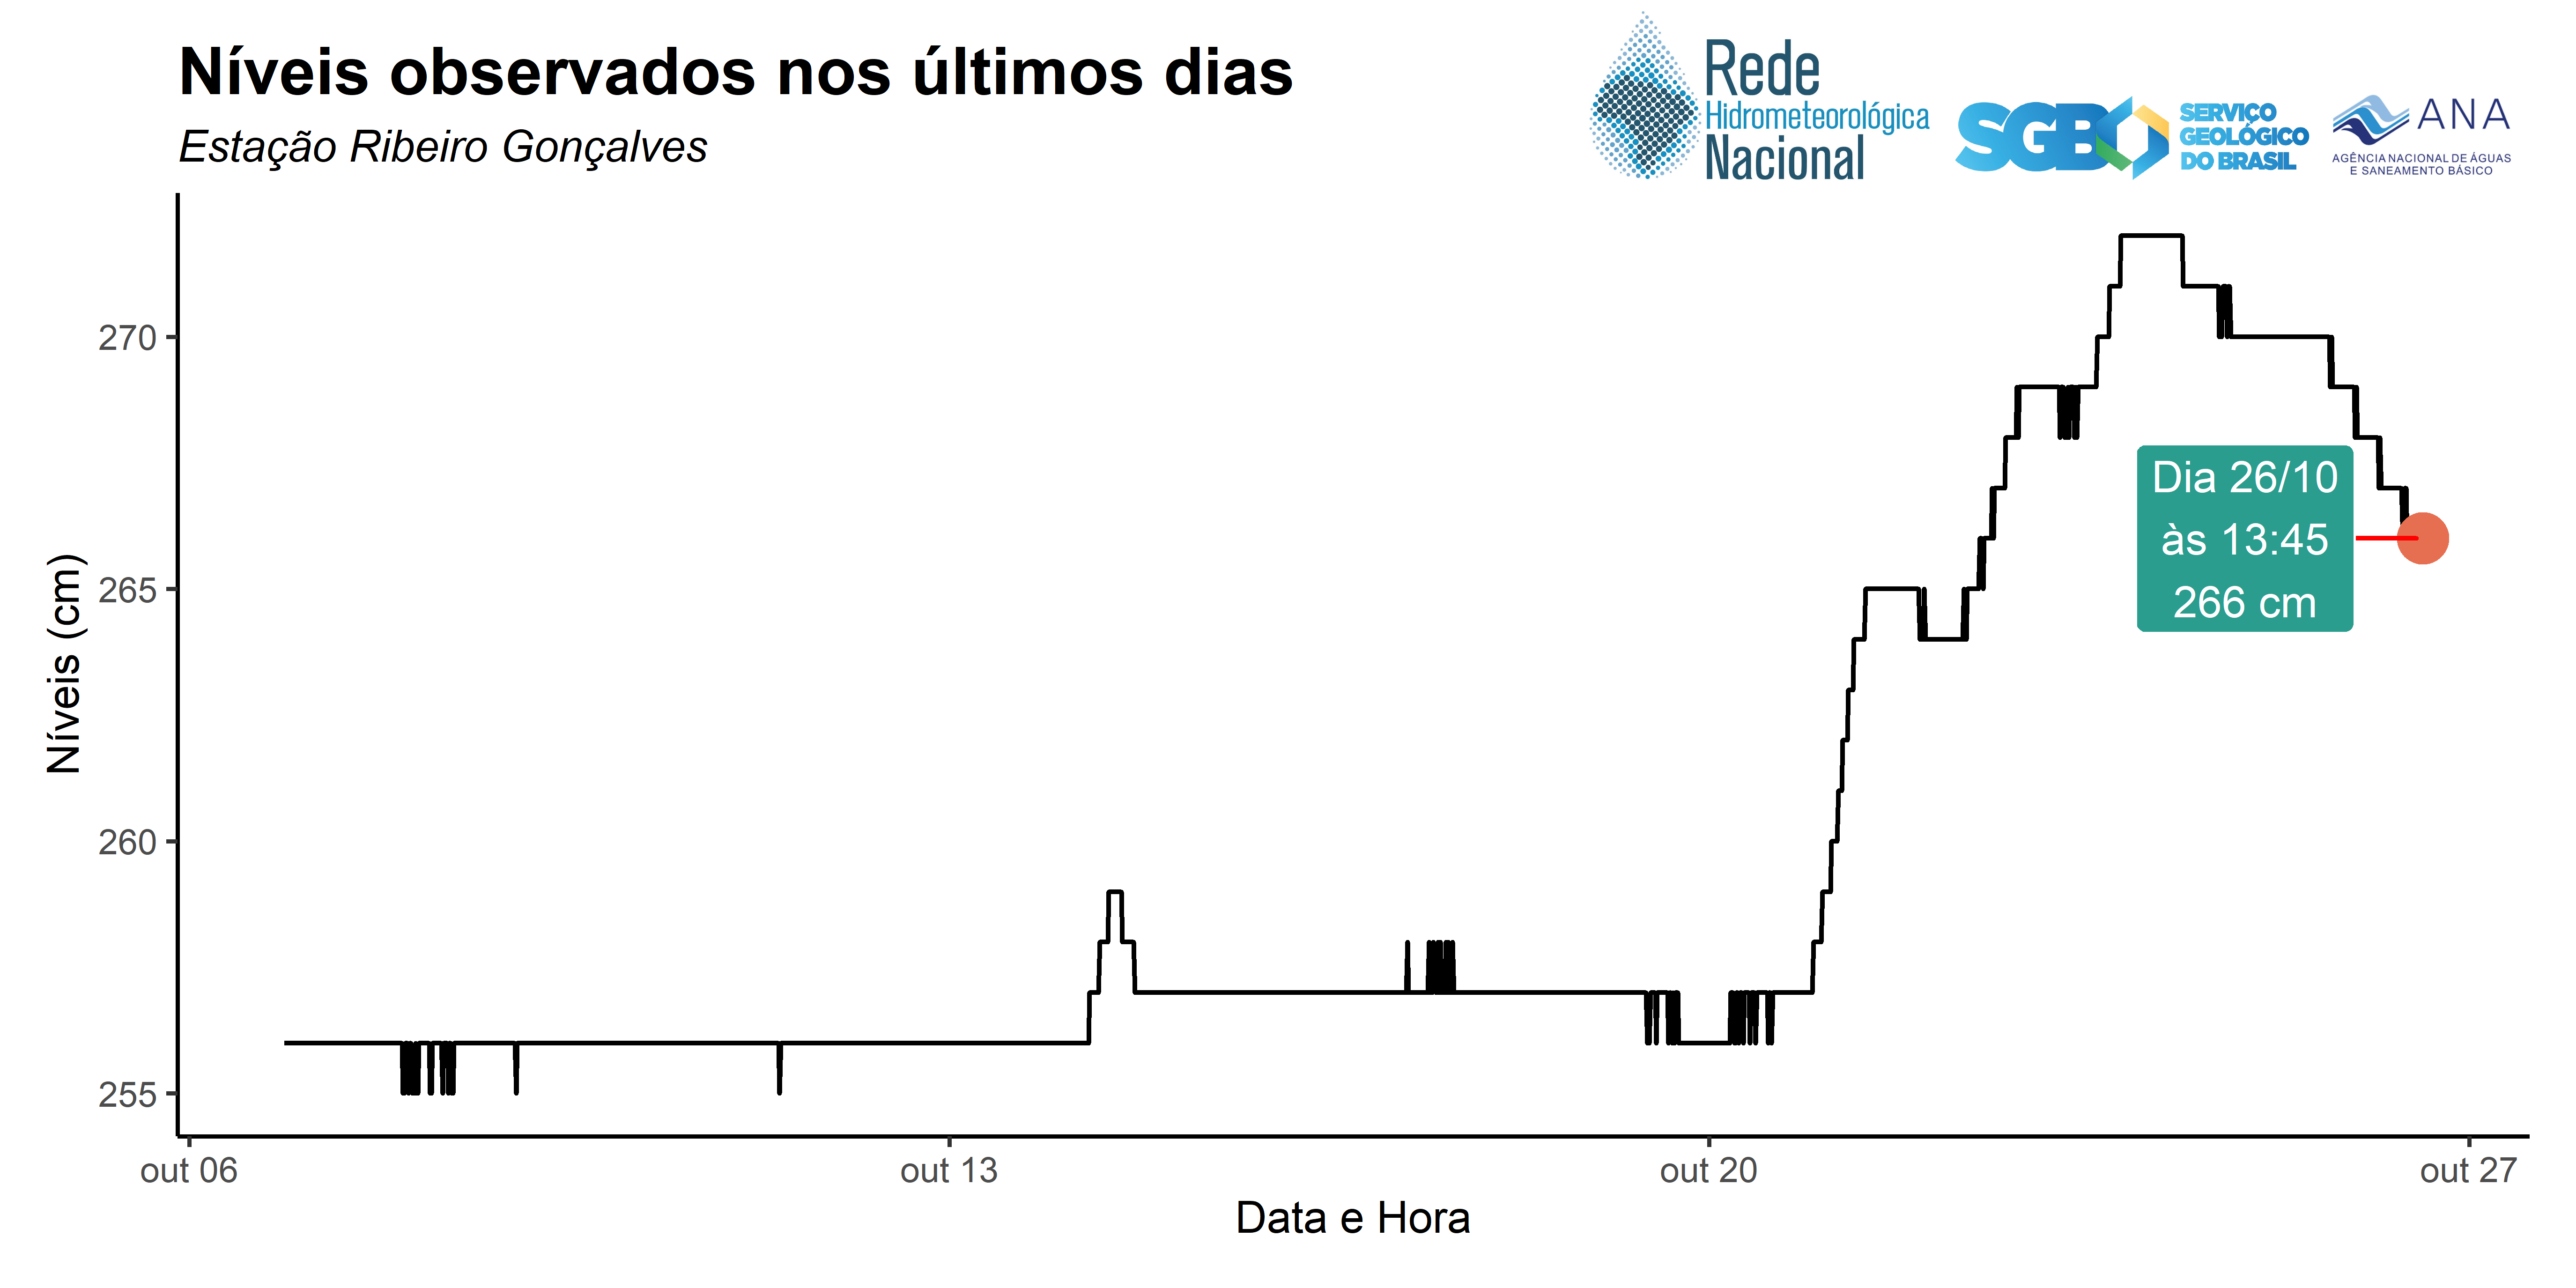 Níveis observados nos últimos dias
Estação Ribeiro Gonçalves
Rede
Hidrometeorológica
Nacional
SGB
SERVIÇO
GEOLÓGICO
DO BRASIL
ANA
AGÊNCIA NACIONAL DE ÁGUAS
E SANEAMENTO BÁSICO
Níveis (cm)
270
265
260
255
Dia 26/10
às 13:45
266 cm
out 06
out 13
out 20
out 27
Data e Hora